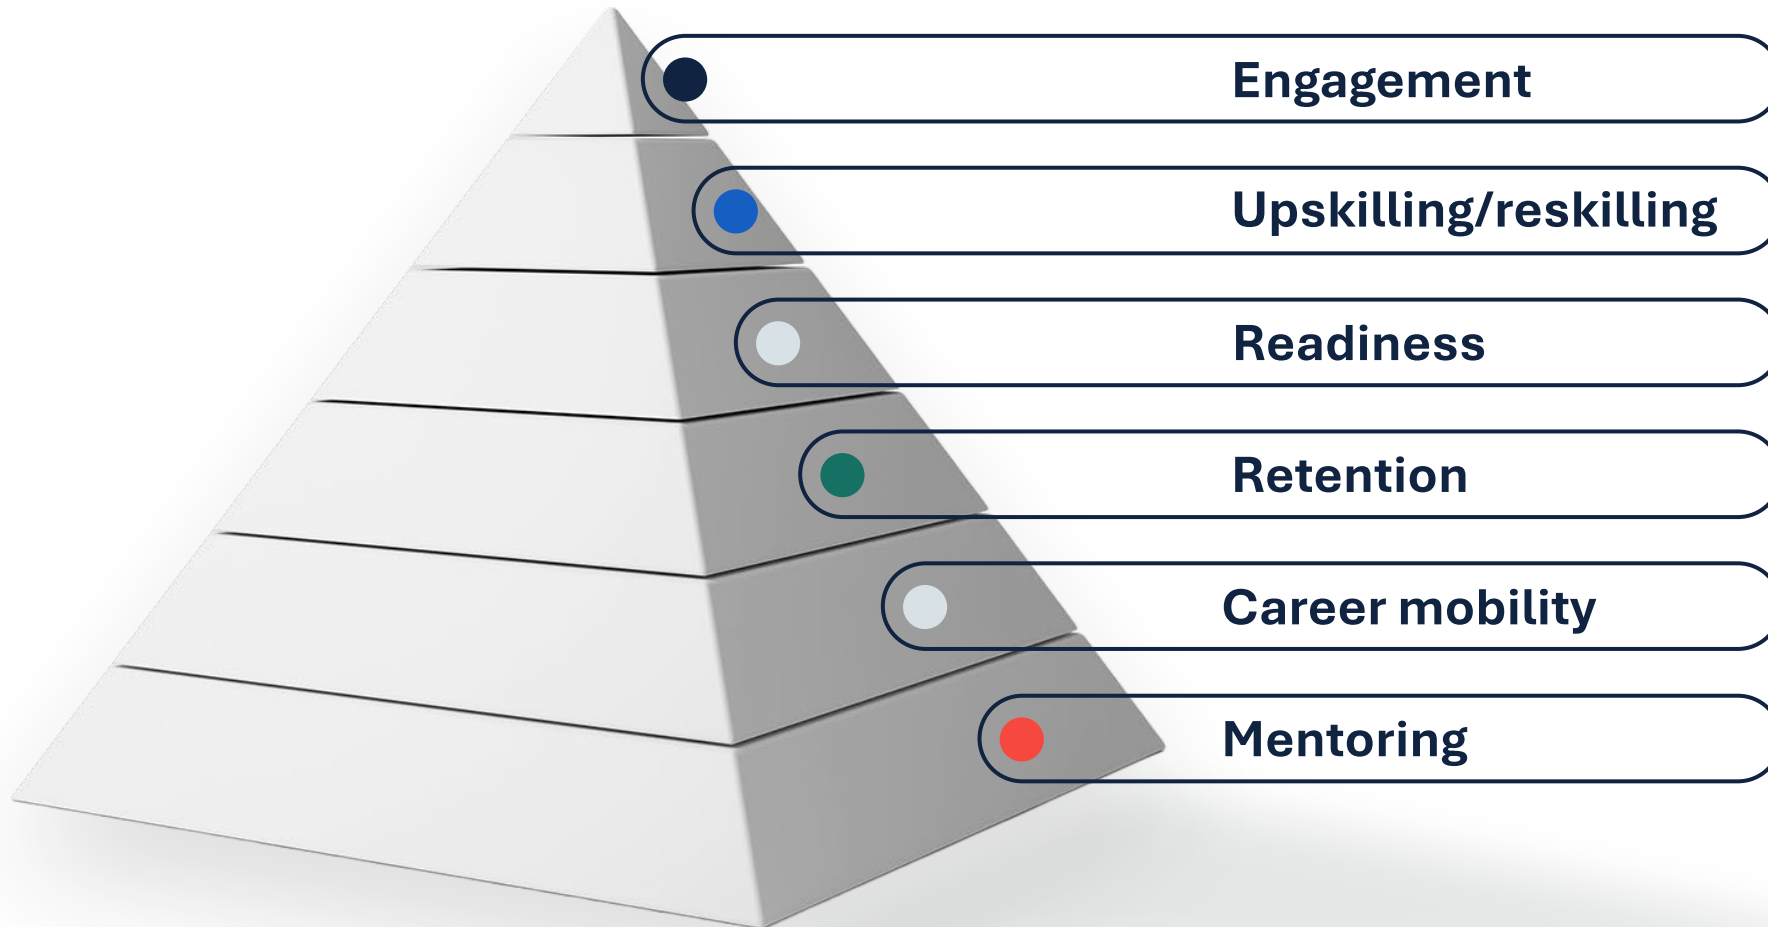 Engagement
Upskilling/reskilling
Readiness
Retention
Career mobility
Mentoring